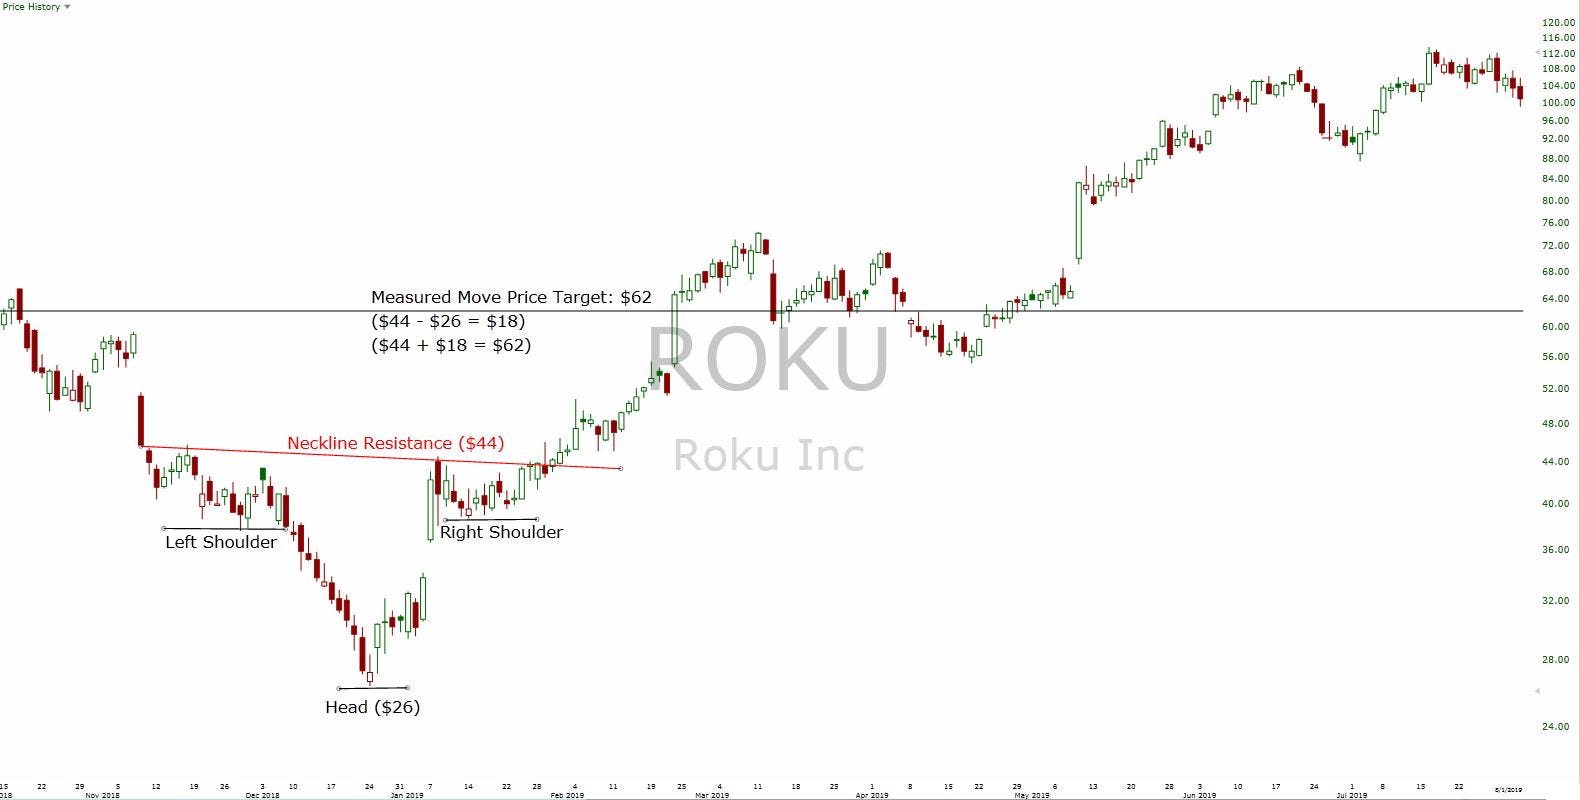 Price History
120.00
116.00
112.00
108.00
104.00
100.00
96.00
92.00
88.00
84.00
80.00
76.00
72.00
68.00
Measured Move Price Target: $62
64.00
($44 - $26 = $18)
60.00
($44 + $18 = $62)
ROKU
56.00
52.00
48.00
Neckline Resistance ($44)
Roku Inc
44.00
40.00
Right Shoulder
Left Shoulder
36.00
32.00
28.00
Head ($26)
24.00
15 22 29 5 12 19 26 3 10 17 24 31 7 14 22 28 4 11 19 25 4 11 18 25 1 8 15 22 29 6 13 20 28 3 10 17 24 1 8 15 22 8/1/2019
018 Nov 2018 Dec 2018 Jan 2019 Feb 2019 Mar 2019 Apr 2019 May 2019 Jun 2019 Jul 2019